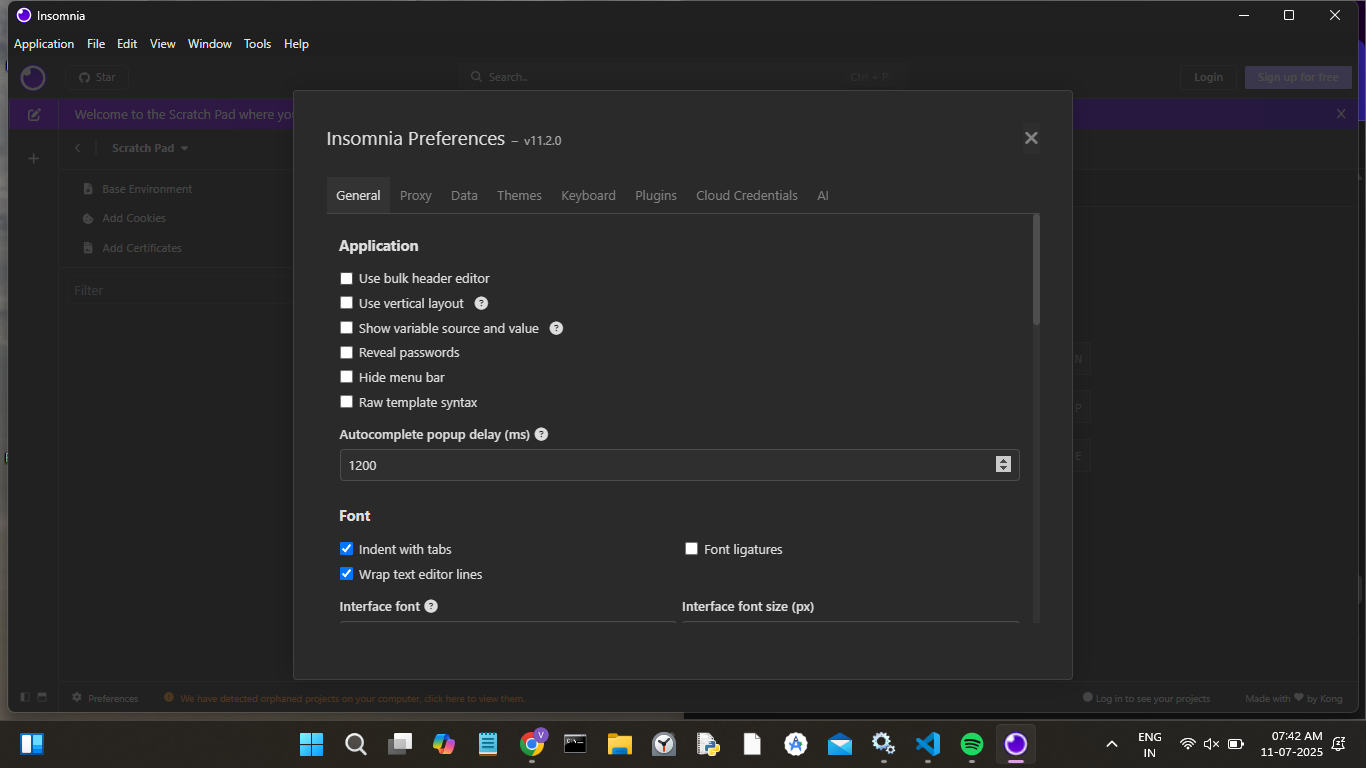 Insomnia
Application File Edit View Window Tools Help
Star
Search..
Ctrl + P
Login
Sign up for free
Welcome to the Scratch Pad where you
Insomnia Preferences – v11.2.0
Scratch Pad
General Proxy Data Themes Keyboard Plugins Cloud Credentials AI
Base Environment
Add Cookies
Add Certificates
Filter
Application
Use bulk header editor
Use vertical layout ?
Show variable source and value ?
Reveal passwords
Hide menu bar
Raw template syntax
Autocomplete popup delay (ms) ?
1200
N
P
E
Font
Indent with tabs
Font ligatures
Wrap text editor lines
Interface font ?
Interface font size (px)
Preferences
We have detected orphaned projects on your computer, click here to view them.
Log in to see your projects
Made with ♥ by Kong
V
ENG
IN
07:42 AM
11-07-2025